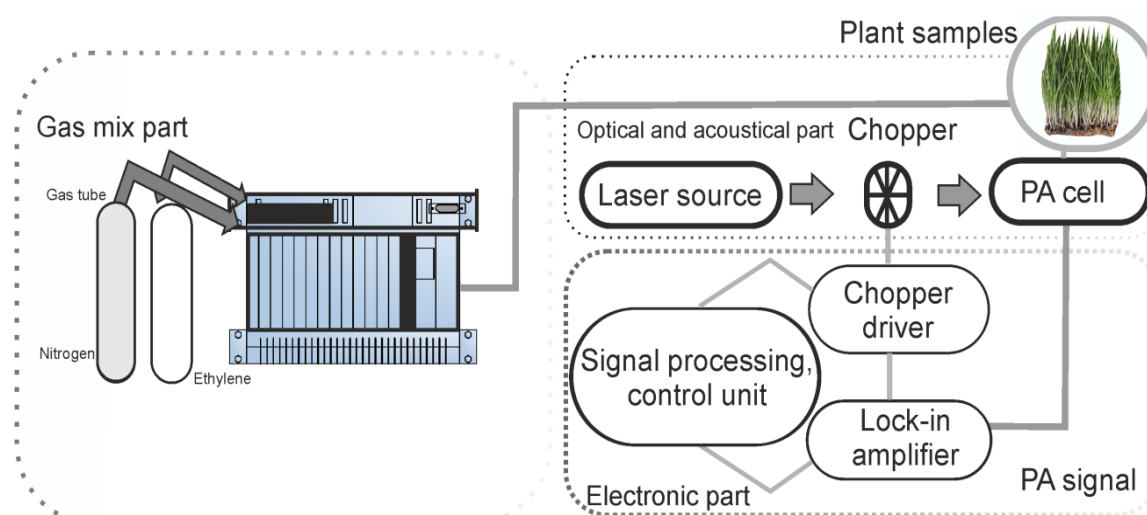 Plant samples
Gas mix part
Optical and acoustical part
Chopper
Gas tube
Laser source
PA cell
Nitrogen
Ethylene
Chopper
driver
Signal processing,
control unit
Lock-in
amplifier
Electronic part
PA signal